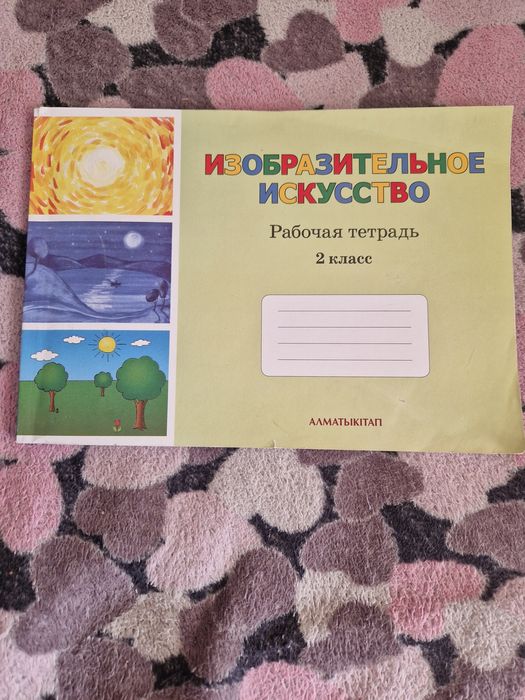 ИЗОБРАЗИТЕЛЬНОЕ
ИСКУССТВО
Рабочая тетрадь
2 класс
АЛМАТЫКІТАП